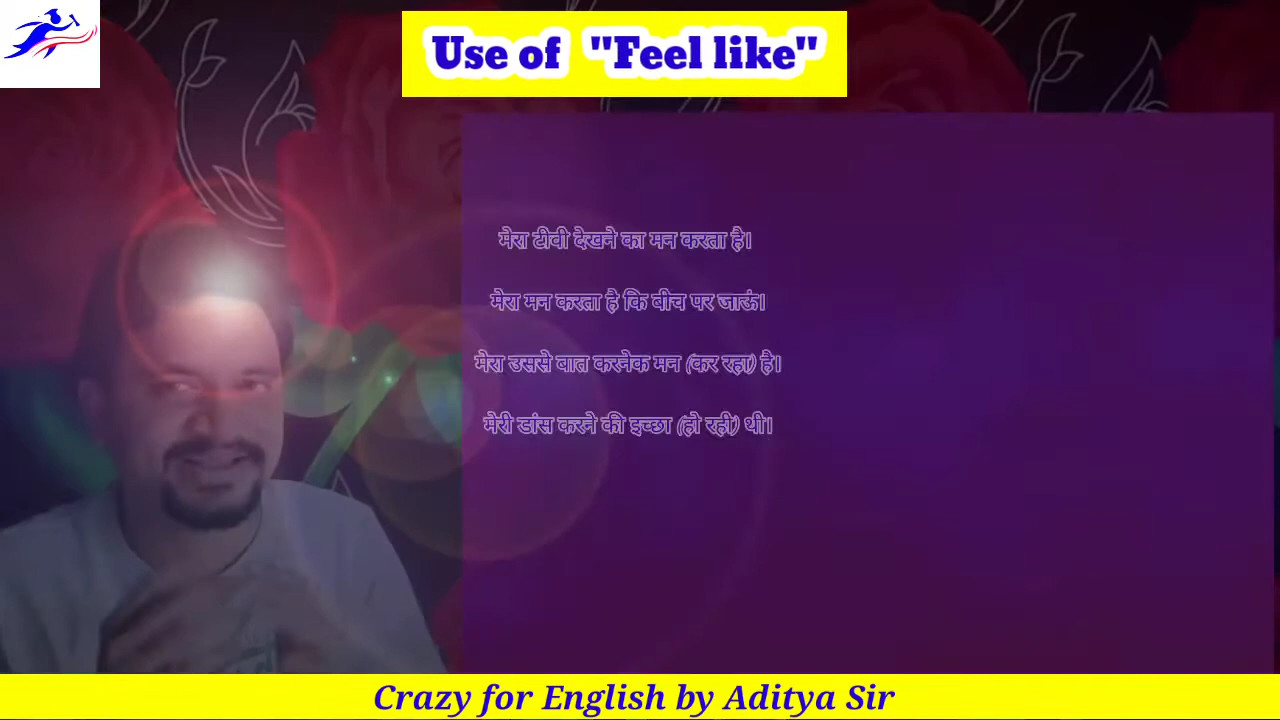 Use of "Feel like"
मेरा टीवी देखने का मन करता है।
मेरा मन करता है कि बीच पर जाऊं।
मेरा उससे बात करनेक मन (कर रहा) है।
मेरी डांस करने की इच्छा (हो रही) थी।
Crazy for English by Aditya Sir